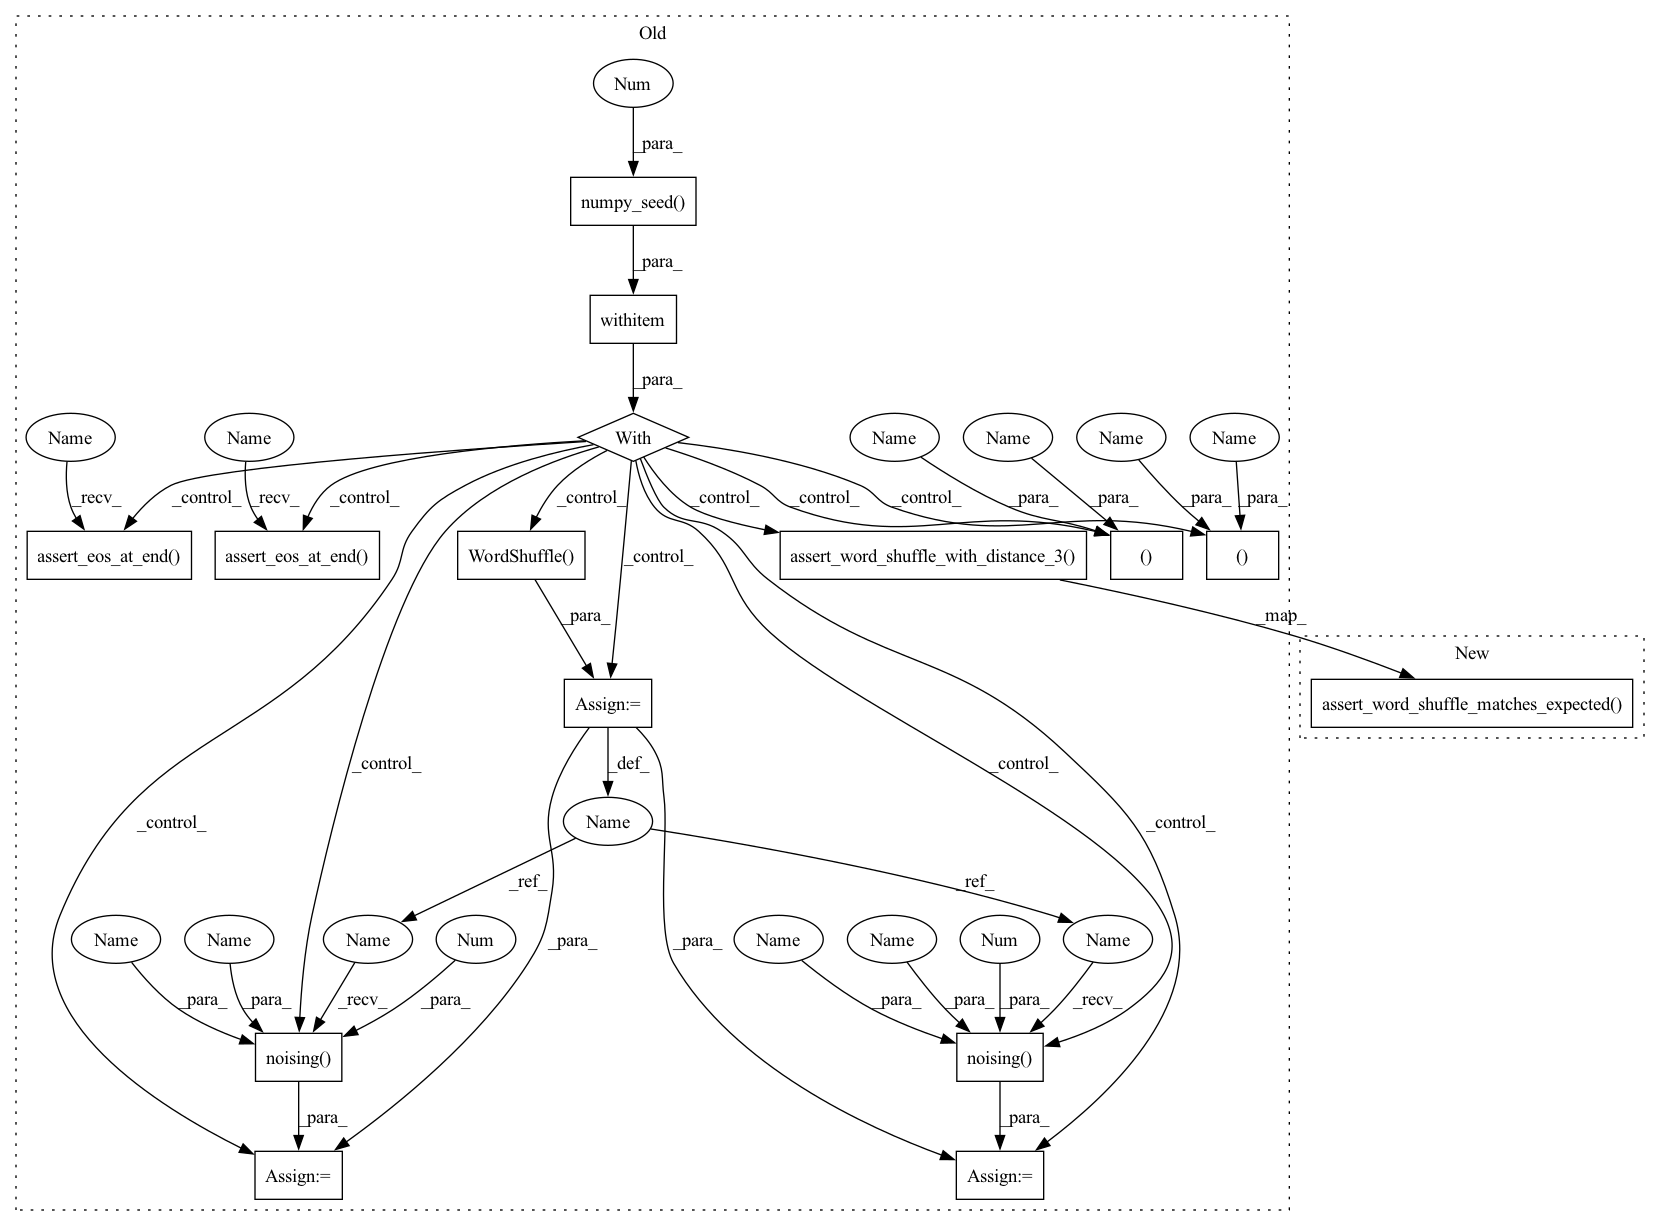 Old
Num
_para_
numpy_seed()
_para_
withitem
_para_
Name
Name
With
Name
Name
Name
Name
_recv_
_control_
_recv_
_control_
_control_
_control_
_control_
_control_
_control_
_para_
_para_
_para_
_para_
assert_eos_at_end()
assert_eos_at_end()
WordShuffle()
assert_word_shuffle_with_distance_3()
()
()
_para_
_map_
New
Assign:=
assert_word_shuffle_matches_expected()
_control_
_def_
_control_
_control_
Name
_control_
_ref_
_ref_
Name
Name
Name
Num
_para_
_para_
Name
Name
Num
Name
_para_
_para_
_recv_
_para_
_para_
_para_
_para_
_recv_
noising()
noising()
_para_
_para_
Assign:=
Assign:=